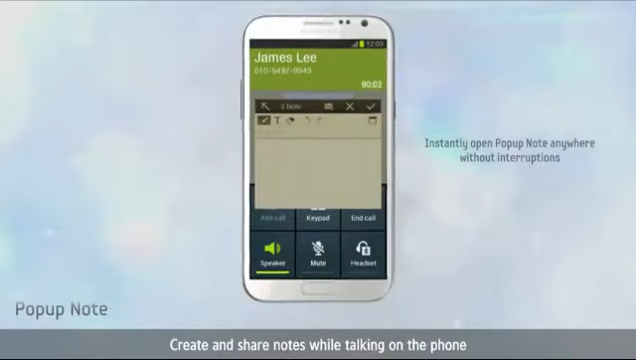 12:03
James Lee
010-5497-9543
00:02
S Note
T
Add call
Keypad
End call
Speaker
Mute
Headset
Instantly open Popup Note anywhere
without interruptions
Popup Note
Create and share notes while talking on the phone